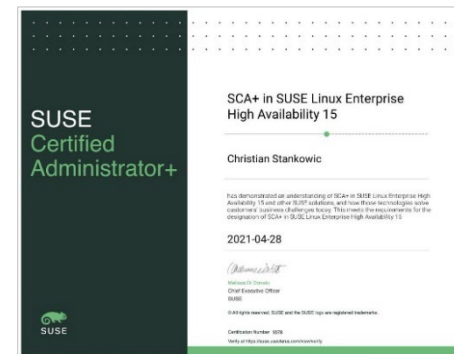 SUSE
Certified
Administrator+
SUSE
SCA+ in SUSE Linux Enterprise
High Availability 15
Christian Stankowic
has demonstrated an understanding of SCA+ in SUSE Linux Enterprise High
Availability 15 and other SUSE solutions, and how those technologies solve
customers' business challenges today. This meets the requirements for the
designation of SCA+ in SUSE Linux Enterprise High Availability 15.
2021-04-28
Chief Executive Officer
SUSE
© All rights reserved. SUSE and the SUSE logo are registered trademarks.
Certification Number: